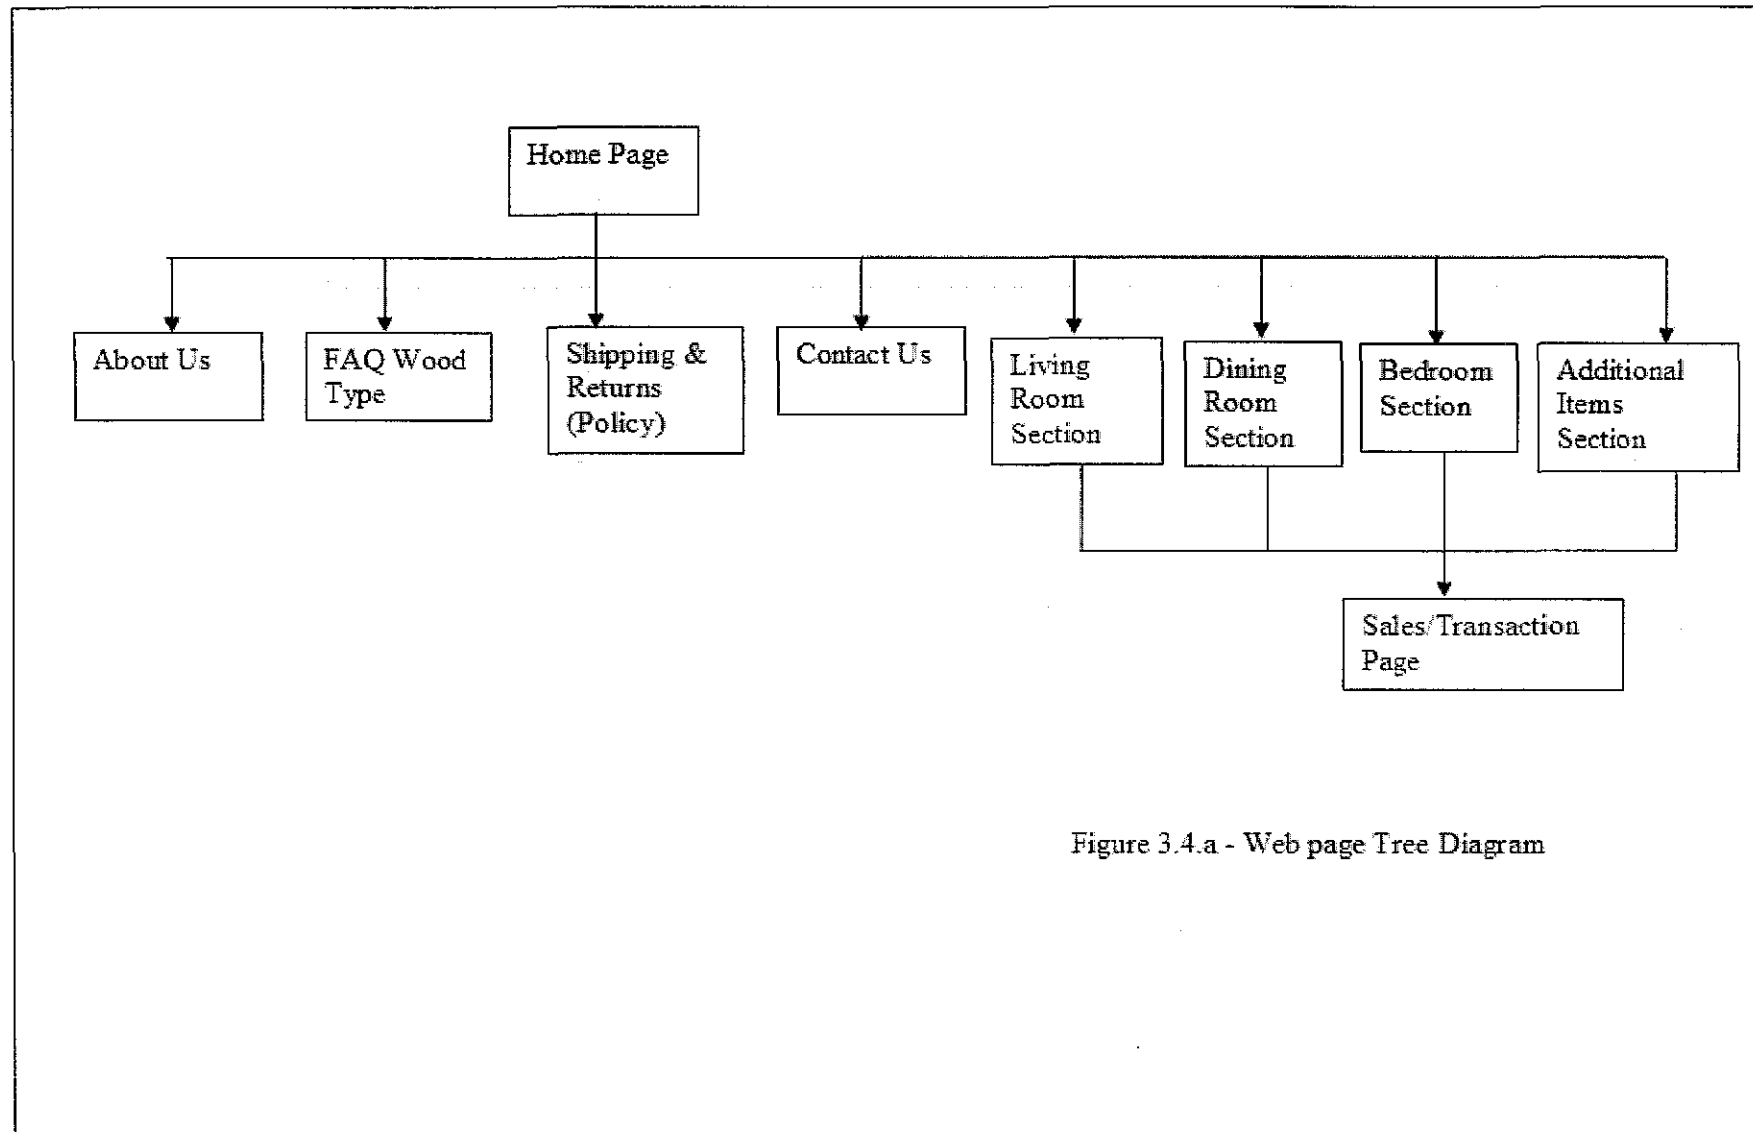 Home Page
About Us
FAQ Wood
Type
Shipping &
Returns
(Policy)
Contact Us
Living
Room
Section
Dining
Room
Section
Bedroom
Section
Additional
Items
Section
Sales/Transaction
Page
Figure 3.4.a - Web page Tree Diagram